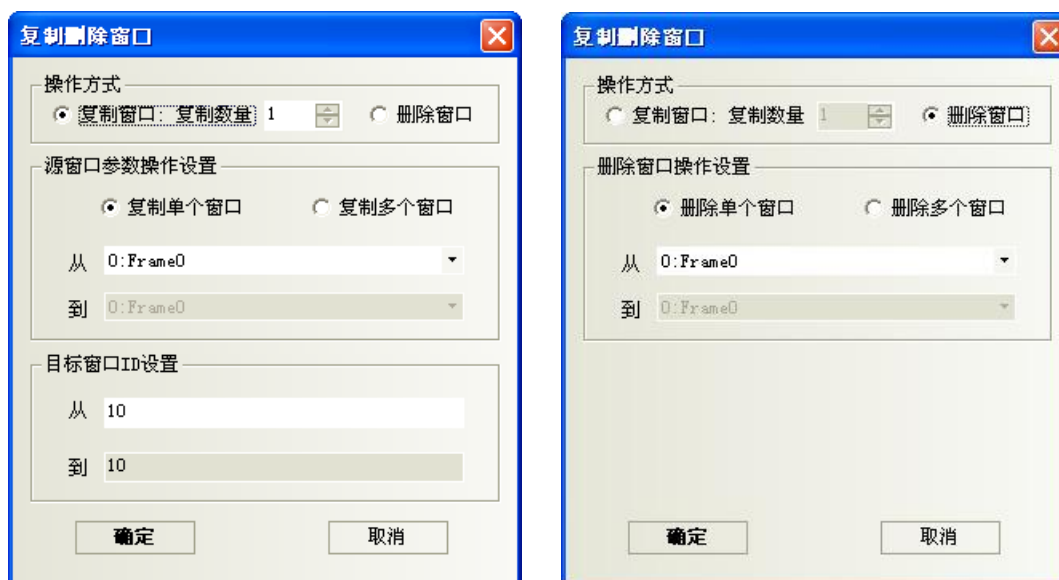 复制删除窗口
操作方式
复制窗口: 复制数量 1 删除窗口
源窗口参数操作设置
复制单个窗口 复制多个窗口
从 0:Frame0
到 0:Frame0
目标窗口ID设置
从 10
到 10
确定 取消
复制删除窗口
操作方式
复制窗口: 复制数量 1 删除窗口
删除窗口操作设置
删除单个窗口 删除多个窗口
从 0:Frame0
到 0:Frame0
确定 取消